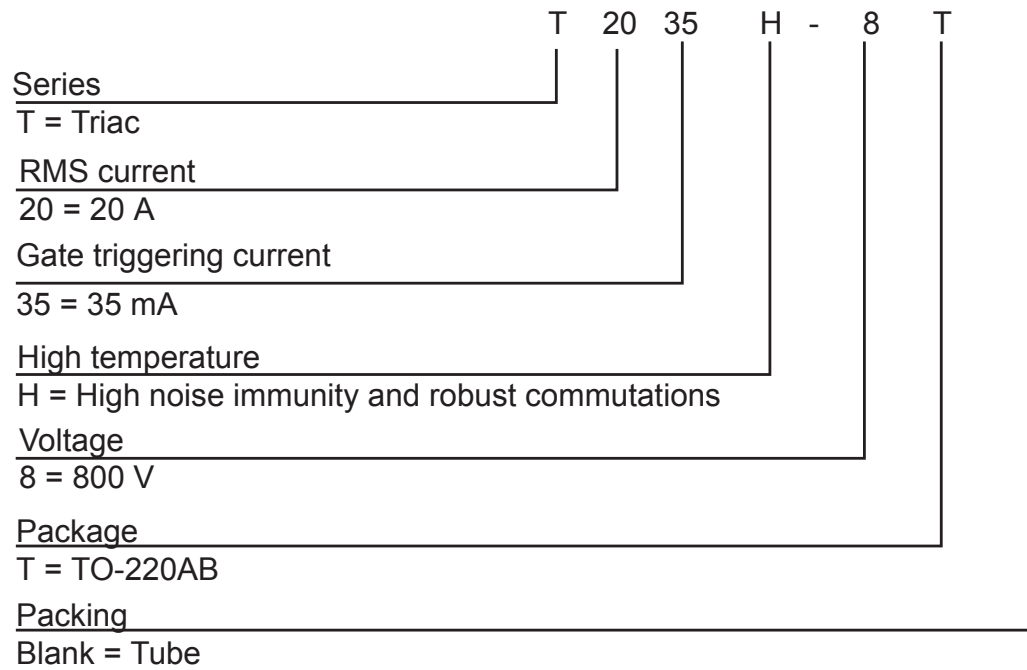 T 20 35 H - 8 T
Series
T = Triac
RMS current
20 = 20 A
Gate triggering current
35 = 35 mA
High temperature
H = High noise immunity and robust commutations
Voltage
8 = 800 V
Package
T = TO-220AB
Packing
Blank = Tube